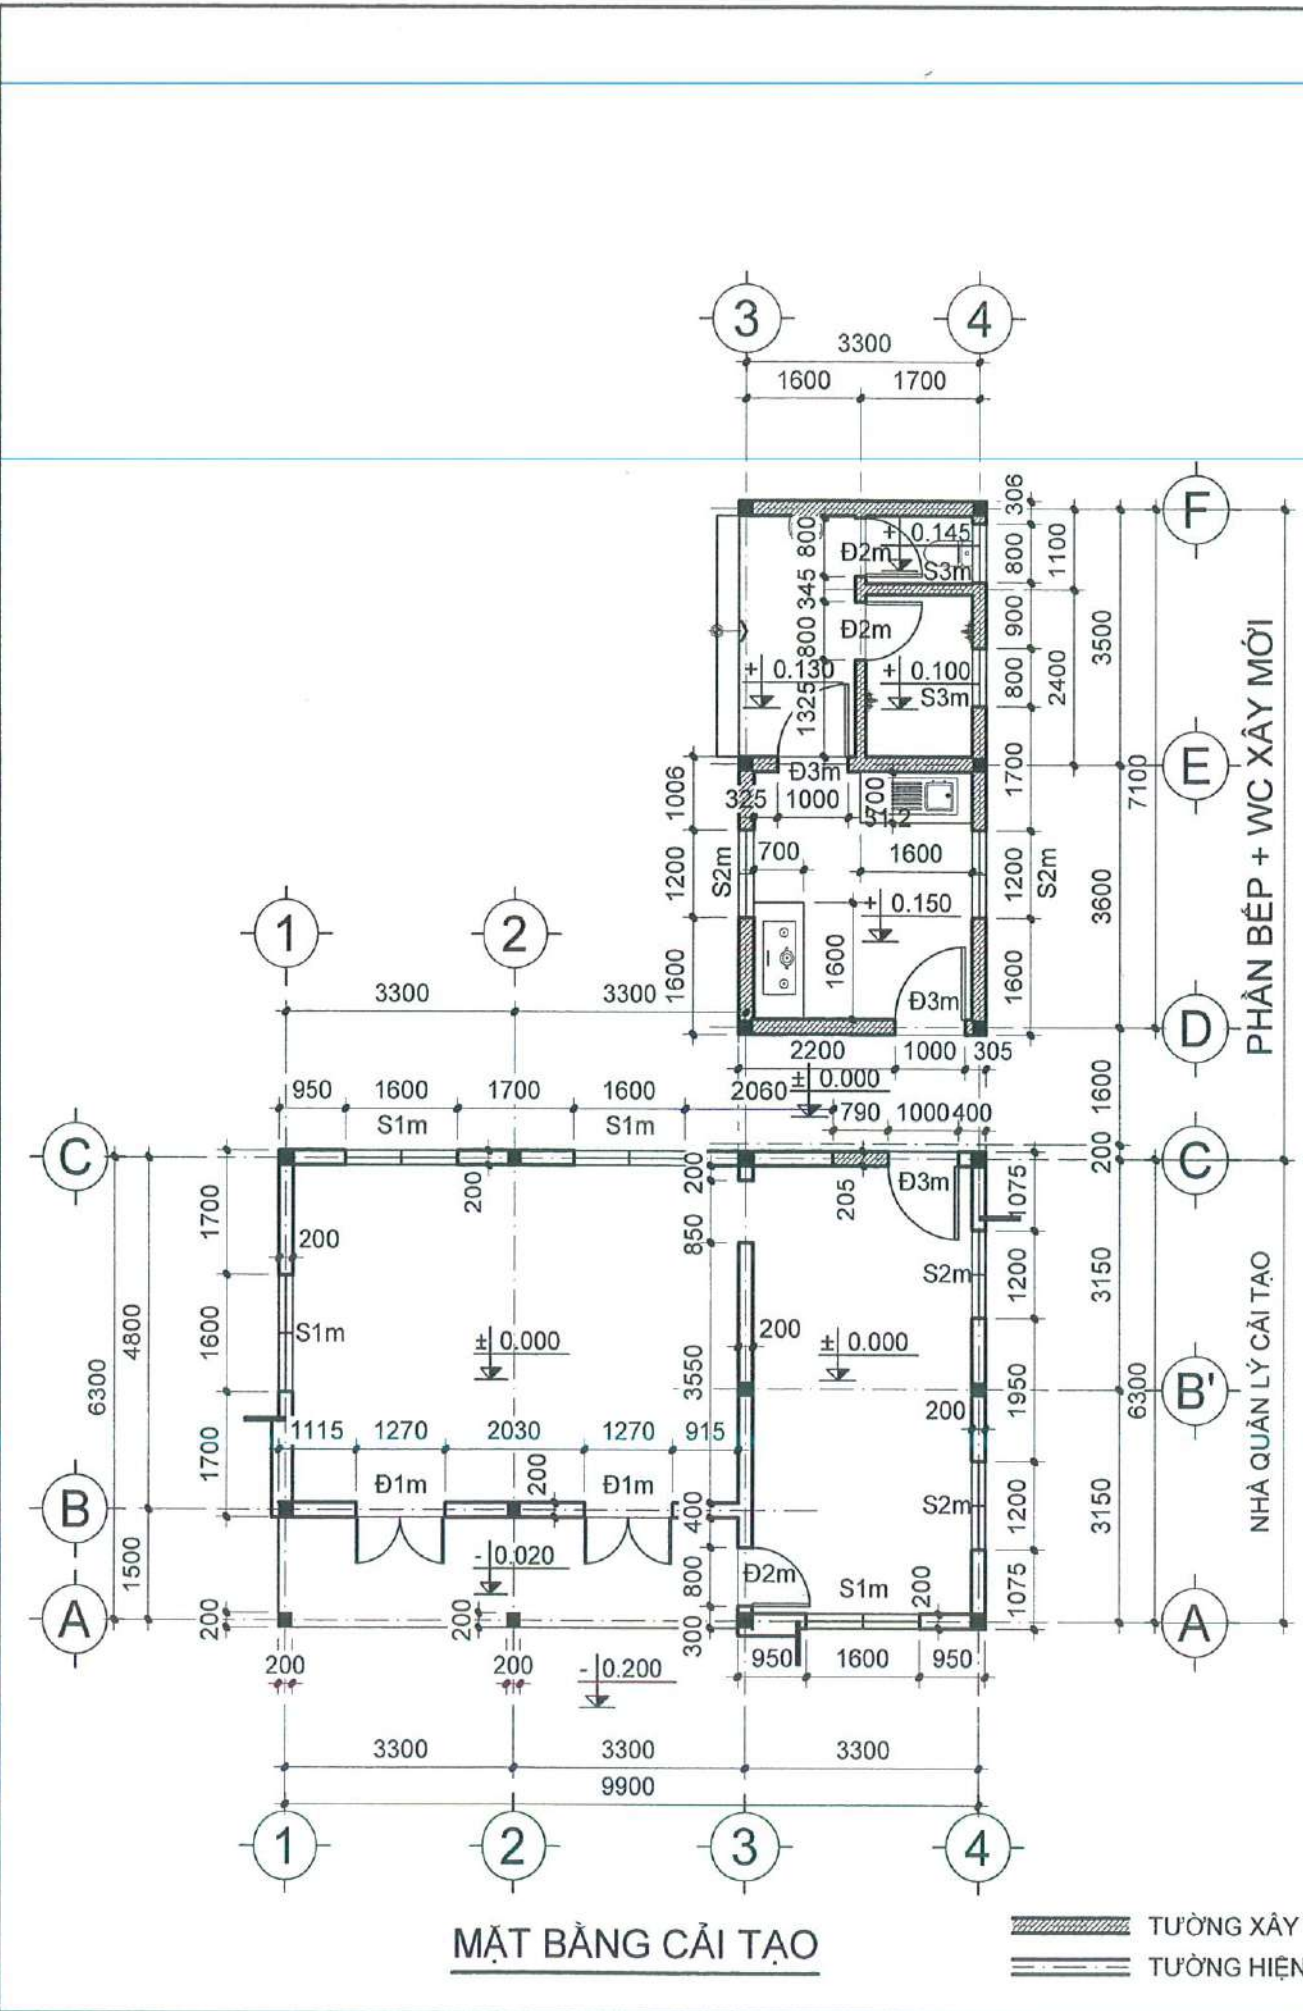 3 4
3300
1600 1700
306
F
800
+ 0.145
Đ2m
800
1100
S3m
345
900
3500
Đ2m
800
+ 0.130
+ 0.100
800
2400
S3m
1325
PHẦN BẾP + WC XÂY MỚI
E
Đ3m
1700
7100
1006
325 1000 700
700 1600
1200 S2m
1200 S2m
3600
+ 0.150
1 2
1600
1600
1600
3300 3300
Đ3m
D
2200 1000 305
± 0.000
1600
950 1600 1700 1600 2060
790 1000 400
S1m S1m
C
200
200
C
1700
200
205
Đ3m
1075
200
850
S2m
1200
3150
S1m
1600
4800
6300
± 0.000
200
± 0.000
3550
1950
B'
6300
NHÀ QUẢN LÝ CẢI TẠO
1115 1270 2030 1270 915
200
1700
Đ1m Đ1m
200
B
400
S2m
1200
3150
1500
- 0.020
800
Đ2m
S1m
200
1075
A
200
200
300
A
950 1600 950
200 200
- 0.200
3300 3300 3300
9900
1 2 3 4
MẶT BẰNG CẢI TẠO
TƯỜNG XÂY
TƯỜNG HIỆN